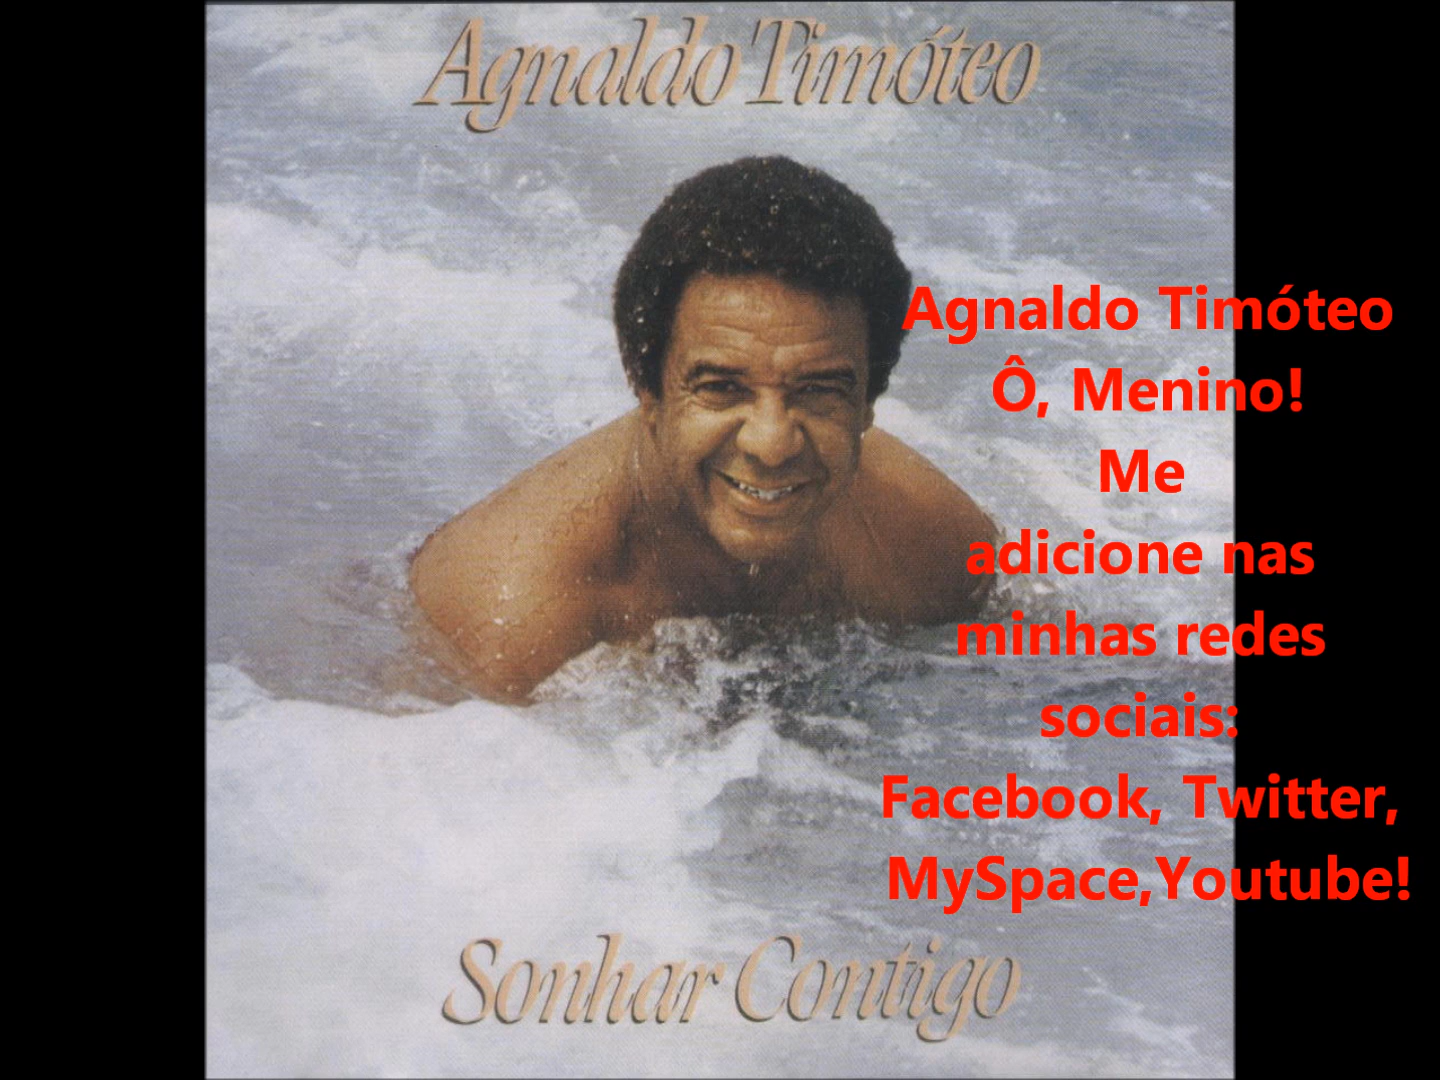 Agnaldo Timóteo
Agnaldo Timóteo
Ô, Menino!
Me
adicione nas
minhas redes
sociais:
Facebook, Twitter,
MySpace,Youtube!
Sonhar Contigo